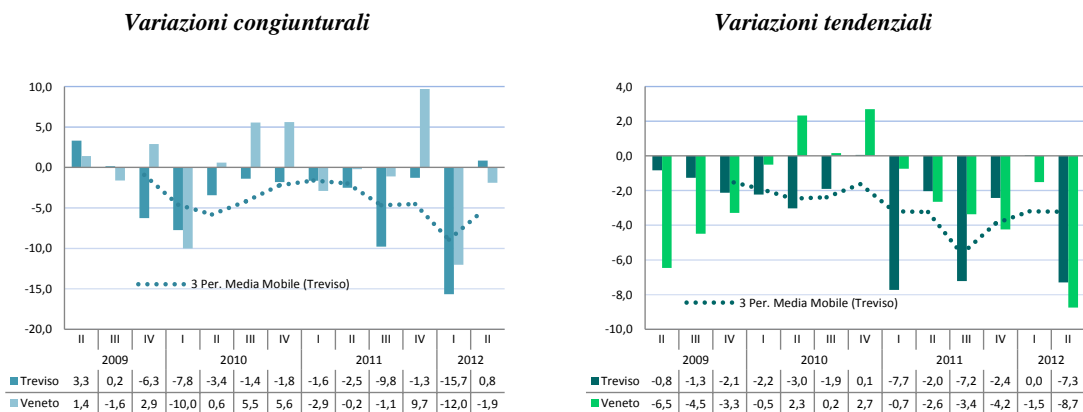 Variazioni congiunturali
10,0
5,0
0,0
-5,0
-10,0
-15,0
-20,0
3 Per. Media Mobile (Treviso)
II III IV I II III IV I II III IV I II
2009 2010 2011 2012
Treviso 3,3 0,2 -6,3 -7,8 -3,4 -1,4 -1,8 -1,6 -2,5 -9,8 -1,3 -15,7 0,8
Veneto 1,4 -1,6 2,9 -10,0 0,6 5,5 5,6 -2,9 -0,2 -1,1 9,7 -12,0 -1,9
Variazioni tendenziali
4,0
2,0
0,0
-2,0
-4,0
-6,0
-8,0
-10,0
3 Per. Media Mobile (Treviso)
II III IV I II III IV I II III IV I II
2009 2010 2011 2012
Treviso -0,8 -1,3 -2,1 -2,2 -3,0 -1,9 0,1 -7,7 -2,0 -7,2 -2,4 0,0 -7,3
Veneto -6,5 -4,5 -3,3 -0,5 2,3 0,2 2,7 -0,7 -2,6 -3,4 -4,2 -1,5 -8,7